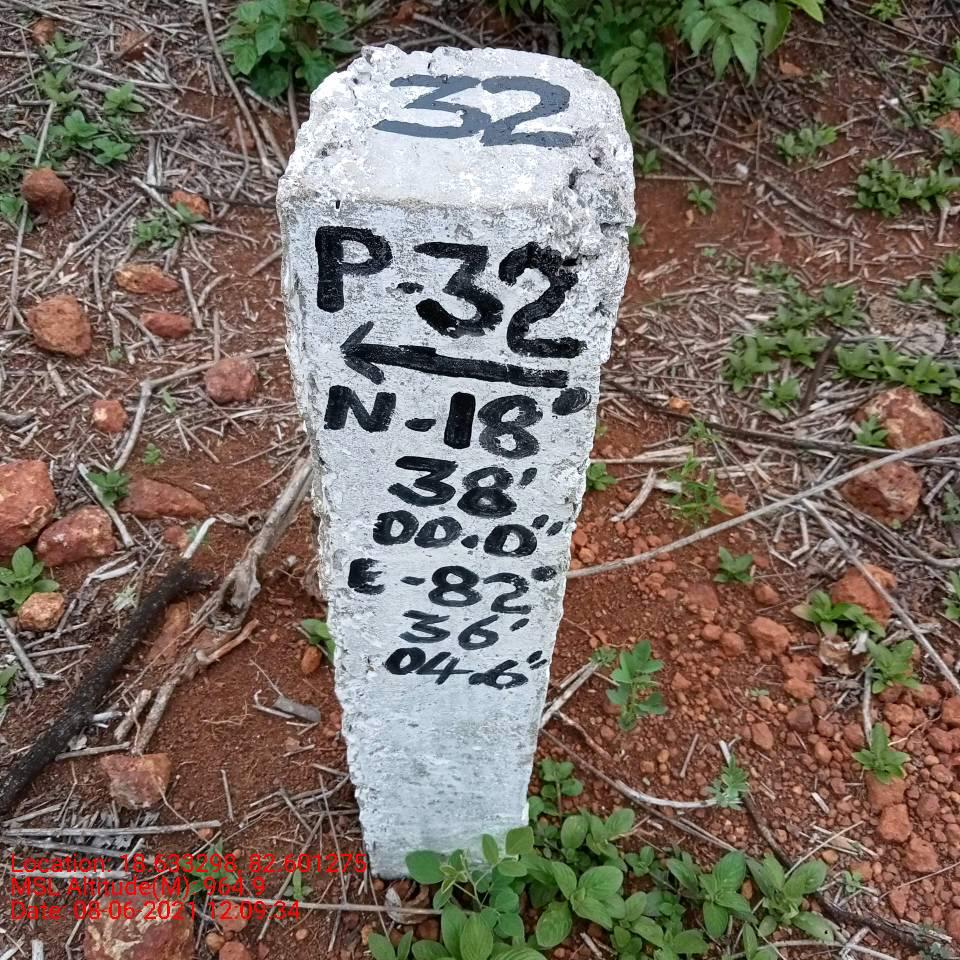 32
P-32
N-18°
38'
00.0"
E-82°
36'
04.6"
Location: 18.633298, 82.601275
MSL Altitude(M): 964.9
Date: 08-06-2021 12:09:34